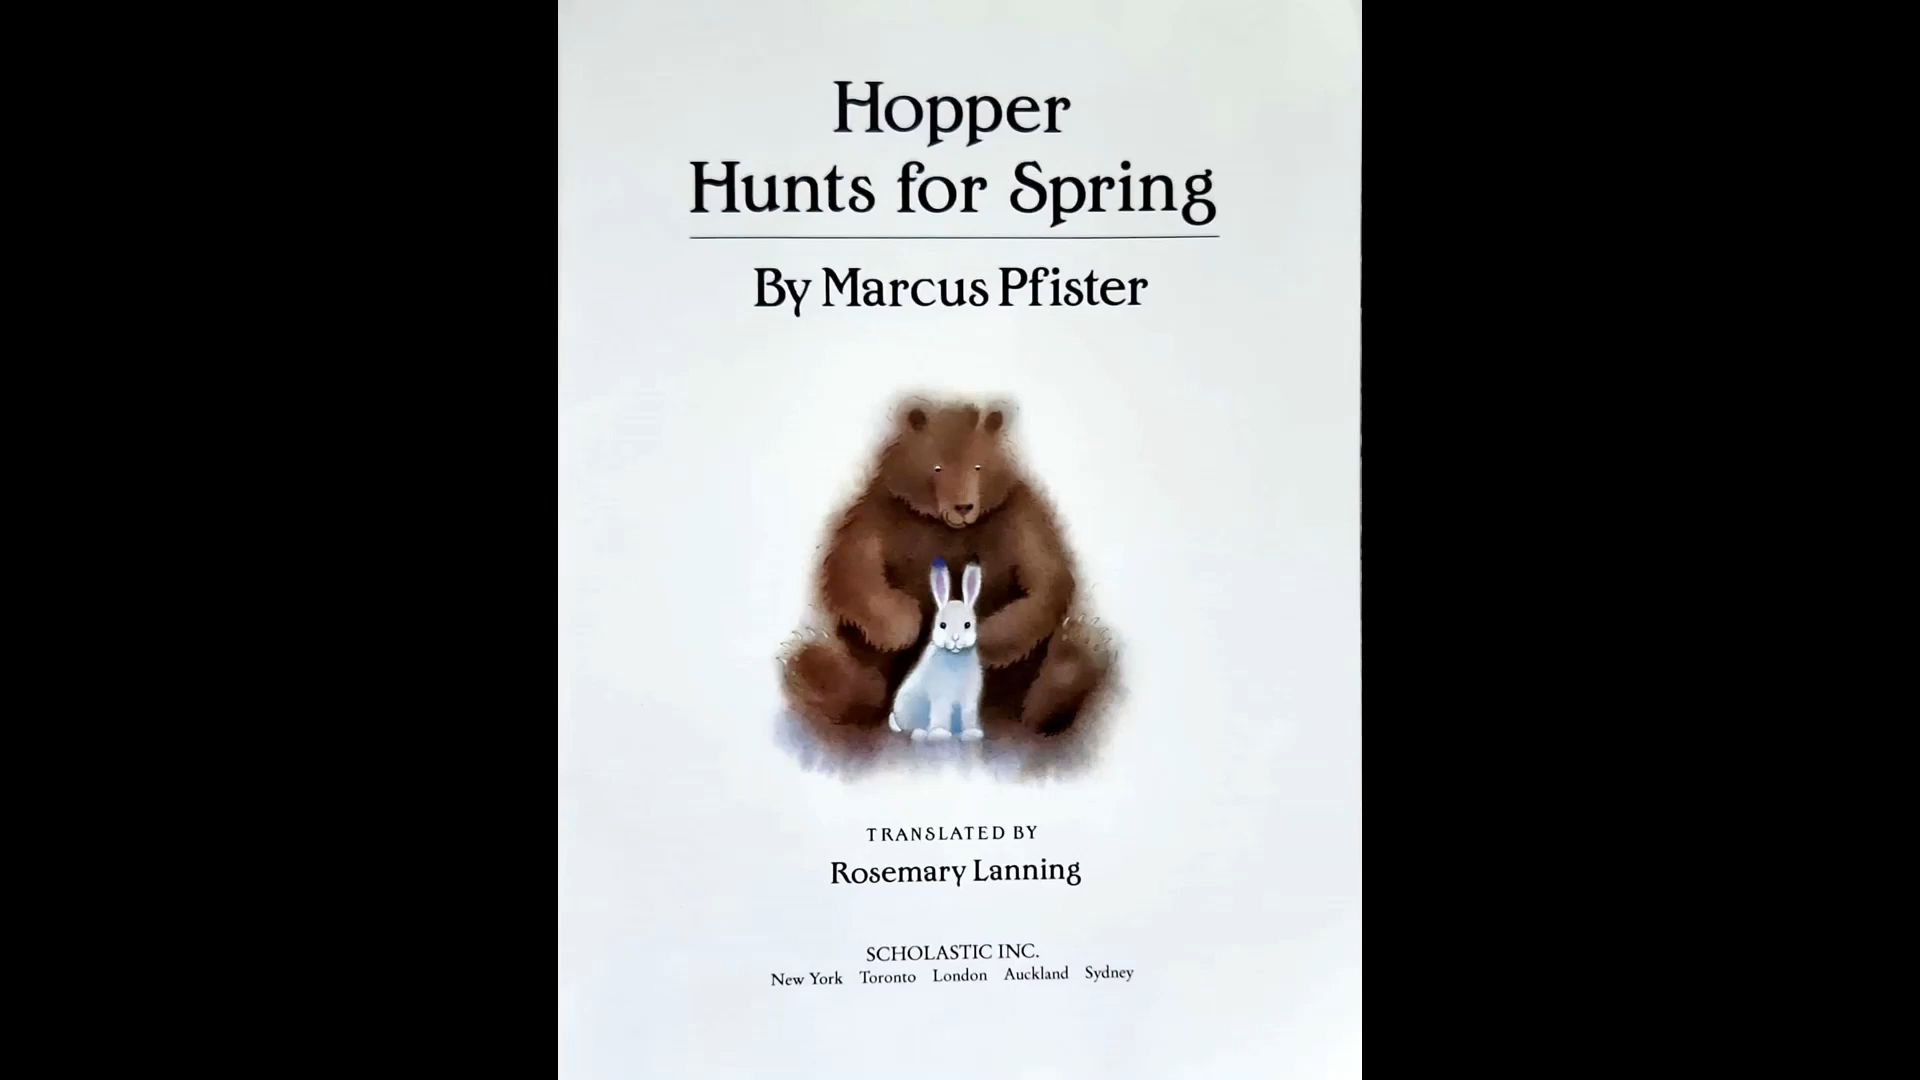 Hopper
Hunts for Spring
By Marcus Pfister
TRANSLATED BY
Rosemary Lanning
SCHOLASTIC INC.
New York Toronto London Auckland Sydney